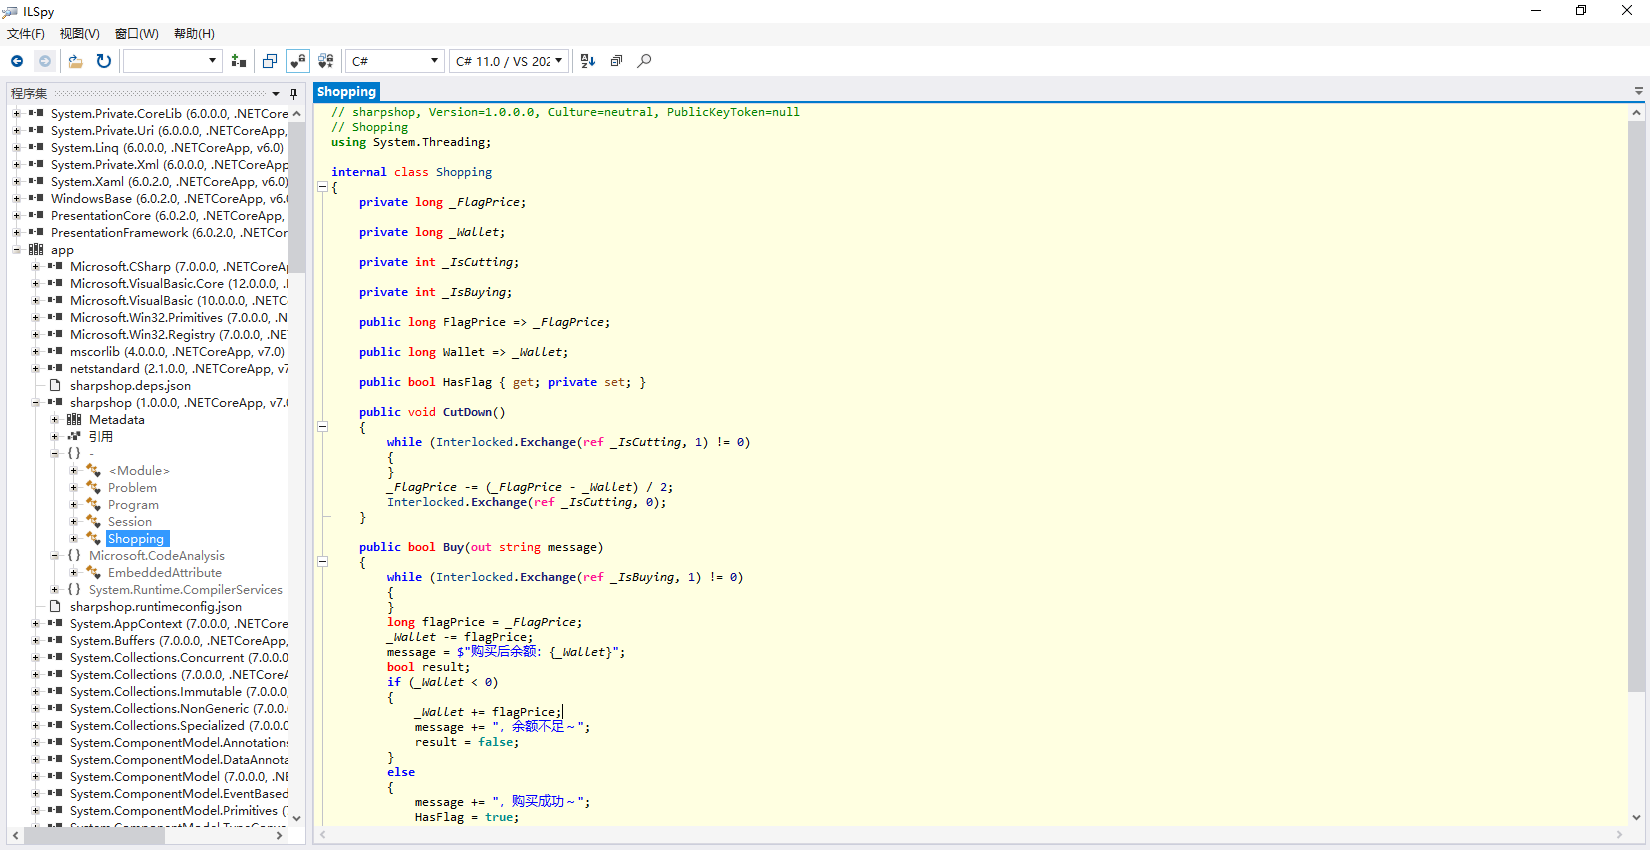 ILSpy
文件(F) 视图(V) 窗口(W) 帮助(H)
C# C# 11.0 / VS 202
程序集
System.Private.CoreLib (6.0.0.0, .NETCore
System.Private.Uri (6.0.0.0, .NETCoreApp,
System.Linq (6.0.0.0, .NETCoreApp, v6.0)
System.Private.Xml (6.0.0.0, .NETCoreApp
System.Xaml (6.0.2.0, .NETCoreApp, v6.0)
WindowsBase (6.0.2.0, .NETCoreApp, v6.0
PresentationCore (6.0.2.0, .NETCoreApp,
PresentationFramework (6.0.2.0, .NETCor
app
Microsoft.CSharp (7.0.0.0, .NETCoreAp
Microsoft.VisualBasic.Core (12.0.0.0, .
Microsoft.VisualBasic (10.0.0.0, .NETC
Microsoft.Win32.Primitives (7.0.0.0, .N
Microsoft.Win32.Registry (7.0.0.0, .NE
mscorlib (4.0.0.0, .NETCoreApp, v7.0)
netstandard (2.1.0.0, .NETCoreApp, v7
sharpshop.deps.json
sharpshop (1.0.0.0, .NETCoreApp, v7.0
Metadata
引用
{ } -
<Module>
Problem
Program
Session
Shopping
{ } Microsoft.CodeAnalysis
EmbeddedAttribute
{ } System.Runtime.CompilerServices
sharpshop.runtimeconfig.json
System.AppContext (7.0.0.0, .NETCore
System.Buffers (7.0.0.0, .NETCoreApp,
System.Collections.Concurrent (7.0.0.0
System.Collections (7.0.0.0, .NETCoreA
System.Collections.Immutable (7.0.0.0,
System.Collections.NonGeneric (7.0.0.
System.Collections.Specialized (7.0.0.0
System.ComponentModel.Annotations
System.ComponentModel.DataAnnota
System.ComponentModel (7.0.0.0, .NE
System.ComponentModel.EventBased
System.ComponentModel.Primitives (
Shopping
// sharpshop, Version=1.0.0.0, Culture=neutral, PublicKeyToken=null
// Shopping
using System.Threading;
internal class Shopping
{
private long _FlagPrice;
private long _Wallet;
private int _IsCutting;
private int _IsBuying;
public long FlagPrice => _FlagPrice;
public long Wallet => _Wallet;
public bool HasFlag { get; private set; }
public void CutDown()
{
while (Interlocked.Exchange(ref _IsCutting, 1) != 0)
{
}
_FlagPrice -= (_FlagPrice - _Wallet) / 2;
Interlocked.Exchange(ref _IsCutting, 0);
}
public bool Buy(out string message)
{
while (Interlocked.Exchange(ref _IsBuying, 1) != 0)
{
}
long flagPrice = _FlagPrice;
_Wallet -= flagPrice;
message = $"购买后余额：{_Wallet}";
bool result;
if (_Wallet < 0)
{
_Wallet += flagPrice;
message += "，余额不足～";
result = false;
}
else
{
message += "，购买成功～";
HasFlag = true;